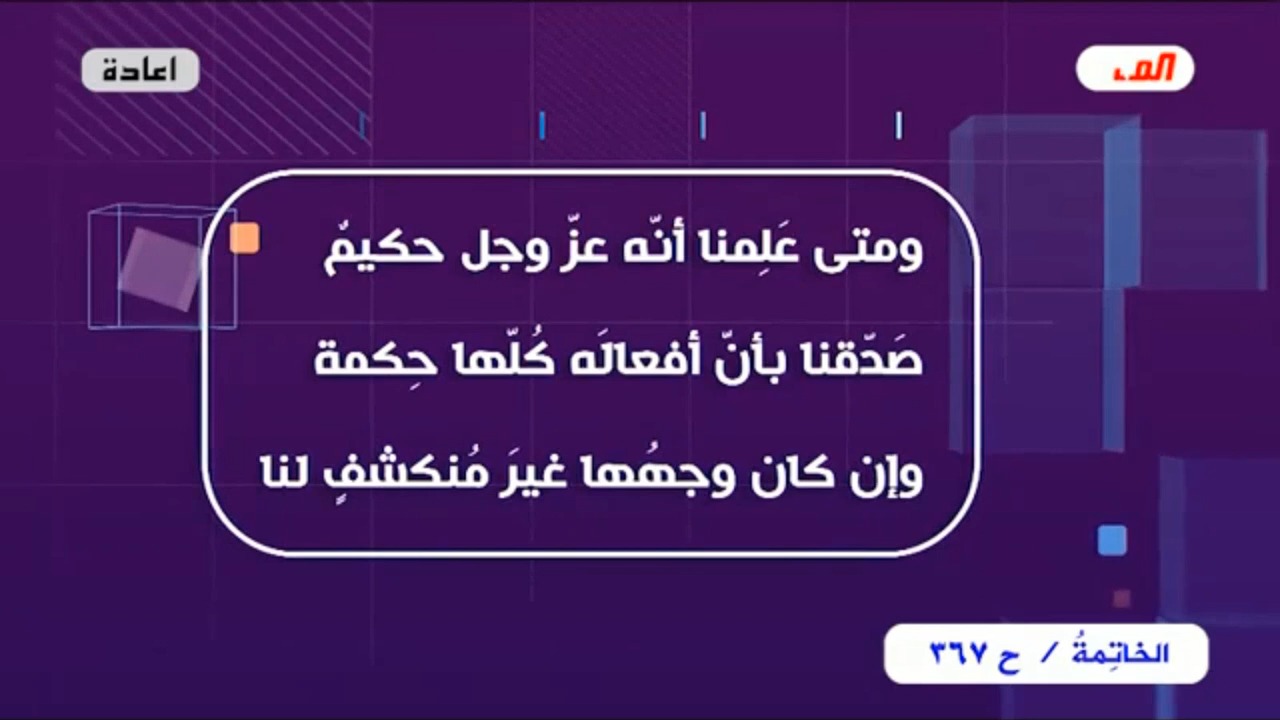 اعادة
ومتى عَلِمنا أنّه عزّ وجل حكيمٌ
صَدّقنا بأنّ أفعالَه كُلّها حِكمة
وإن كان وجهُها غيرَ مُنكشفٍ لنا
الخاتِمةُ / ح ٣٦٧